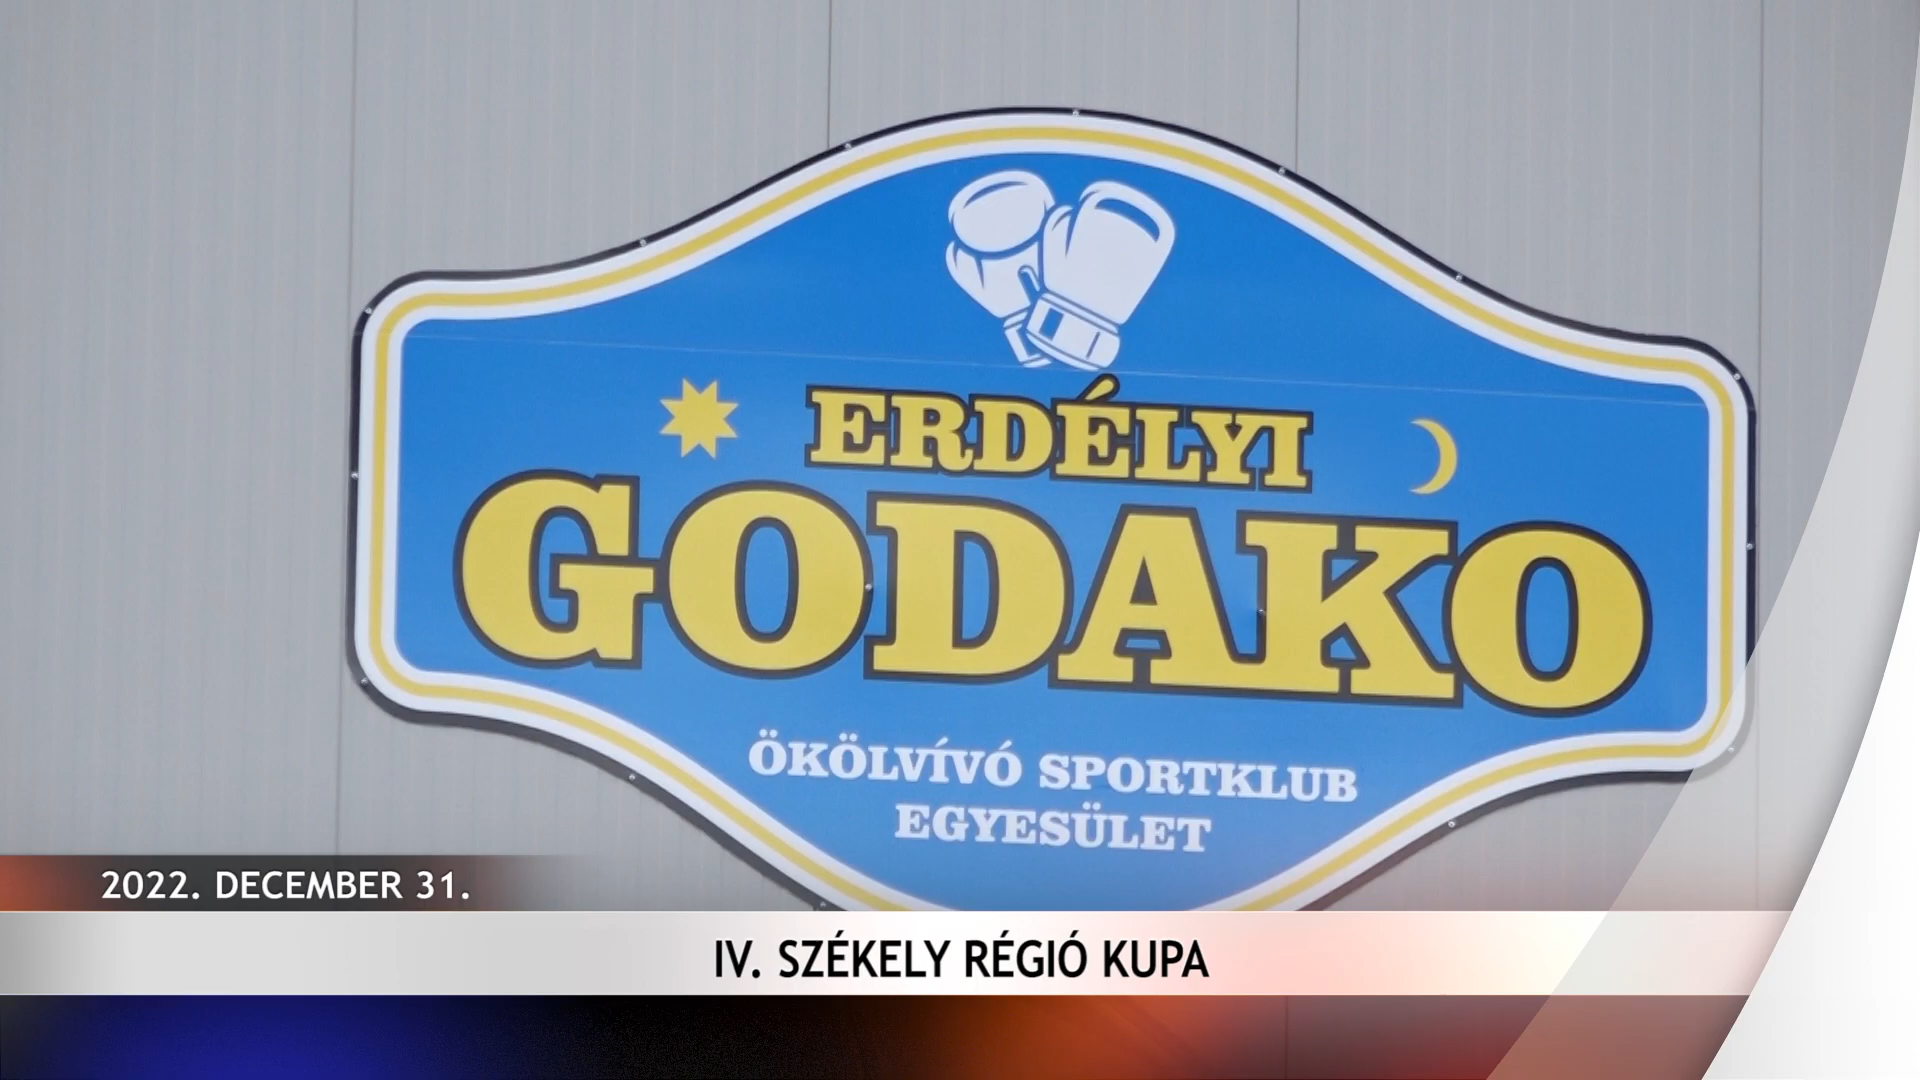 ERDÉLYI
GODAKO
ÖKÖLVÍVÓ SPORTKLUB
EGYESÜLET
2022. DECEMBER 31.
IV. SZÉKELY RÉGIÓ KUPA